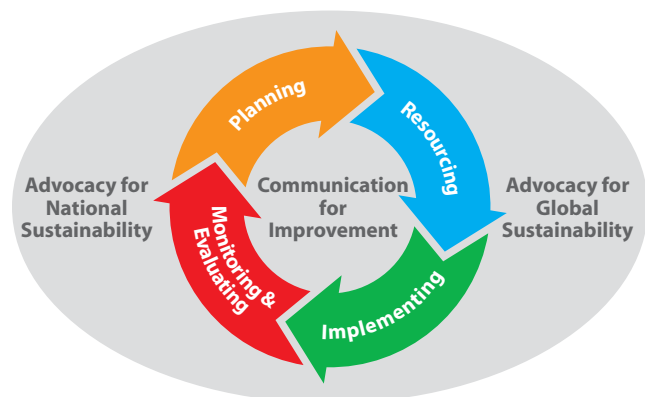 Planning
Resourcing
Advocacy for
National
Sustainability
Communication
for
Improvement
Advocacy for
Global
Sustainability
Monitoring &
Evaluating
Implementing